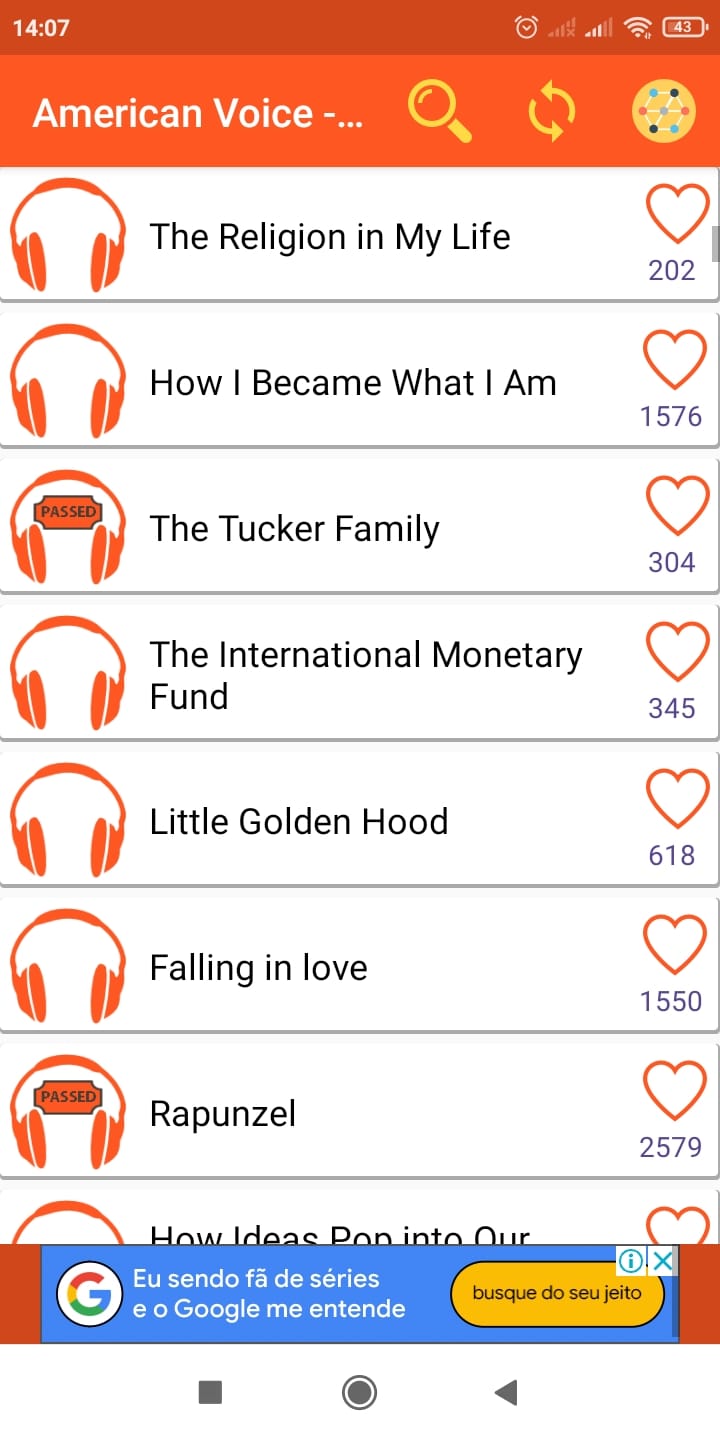 14:07
43
American Voice -...
The Religion in My Life
202
How I Became What I Am
1576
PASSED
The Tucker Family
304
The International Monetary
Fund
345
Little Golden Hood
618
Falling in love
1550
PASSED
Rapunzel
2579
How Ideas Pop into Our
Eu sendo fã de séries
e o Google me entende
busque do seu jeito